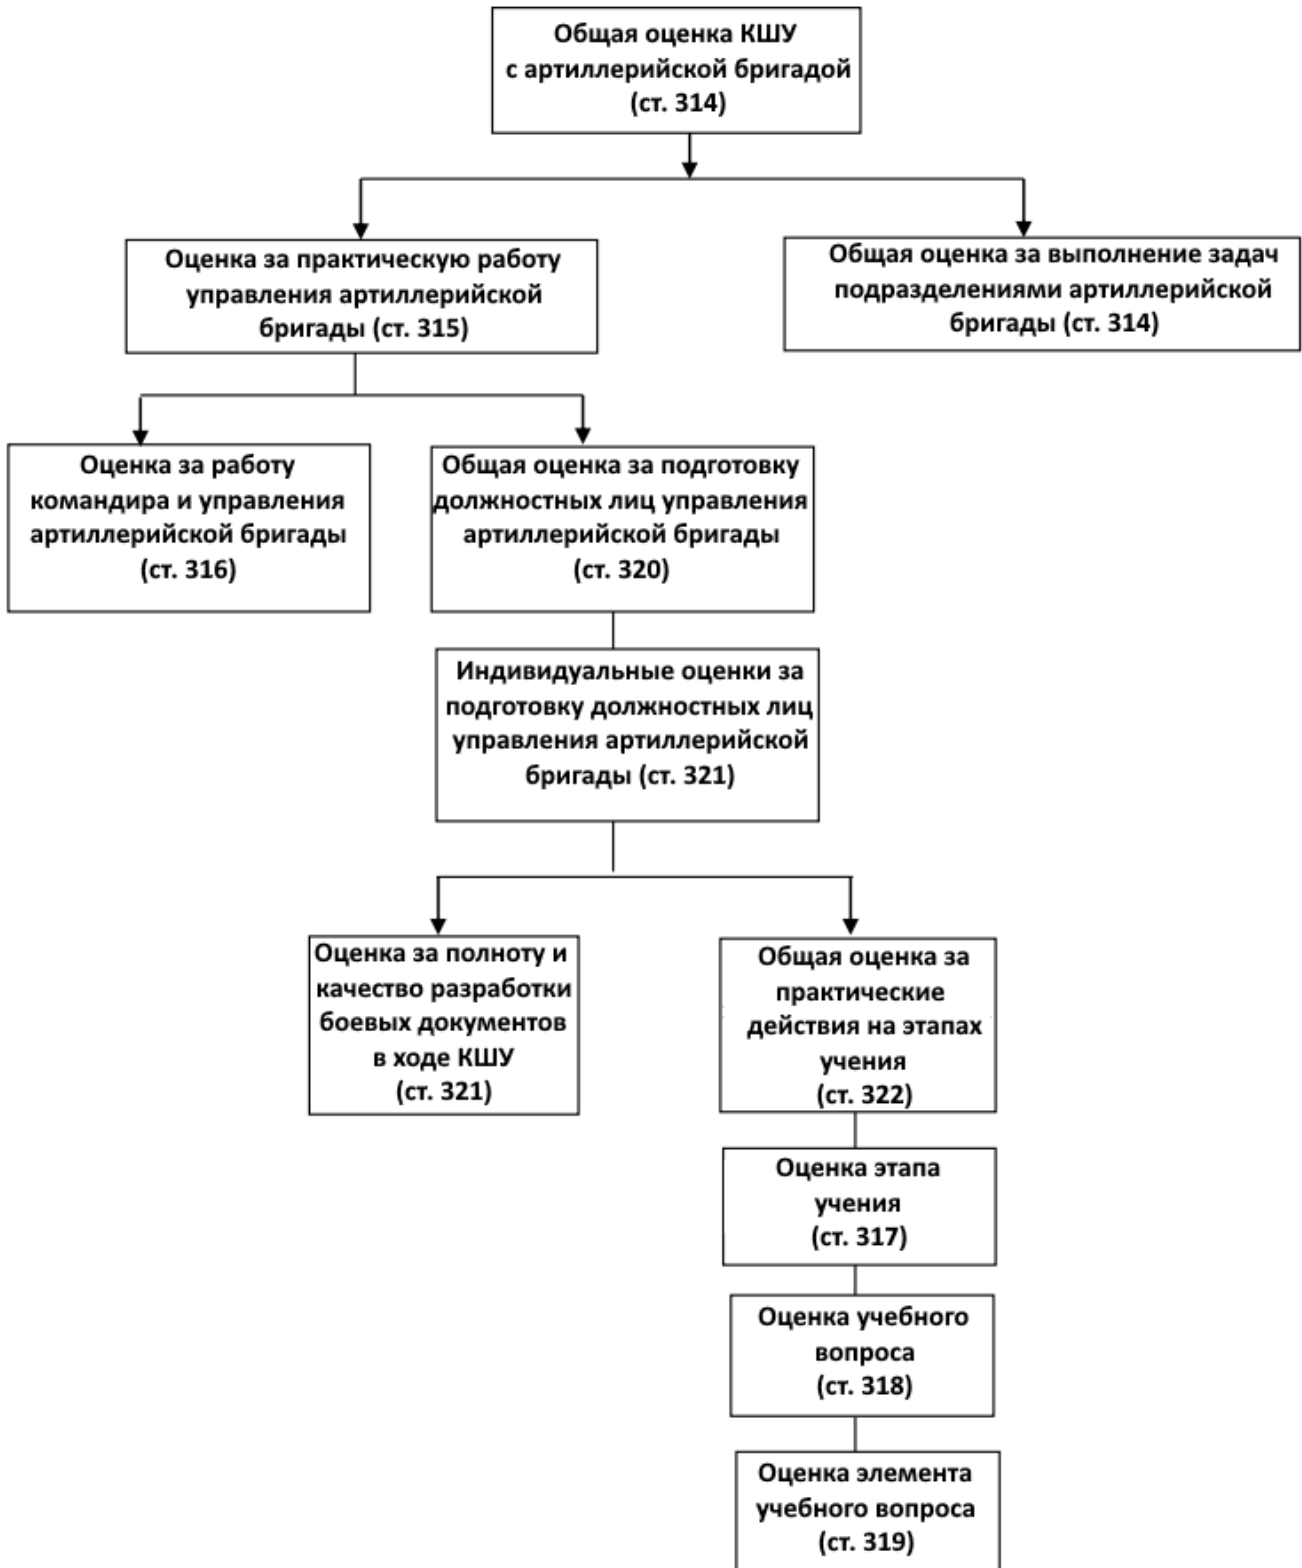 Общая оценка КШУ
с артиллерийской бригадой
(ст. 314)
Оценка за практическую работу
управления артиллерийской
бригады (ст. 315)
Общая оценка за выполнение задач
подразделениями артиллерийской
бригады (ст. 314)
Оценка за работу
командира и управления
артиллерийской бригады
(ст. 316)
Общая оценка за подготовку
должностных лиц управления
артиллерийской бригады
(ст. 320)
Индивидуальные оценки за
подготовку должностных лиц
управления артиллерийской
бригады (ст. 321)
Оценка за полноту и
качество разработки
боевых документов
в ходе КШУ
(ст. 321)
Общая оценка за
практические
действия на этапах
учения
(ст. 322)
Оценка этапа
учения
(ст. 317)
Оценка учебного
вопроса
(ст. 318)
Оценка элемента
учебного вопроса
(ст. 319)